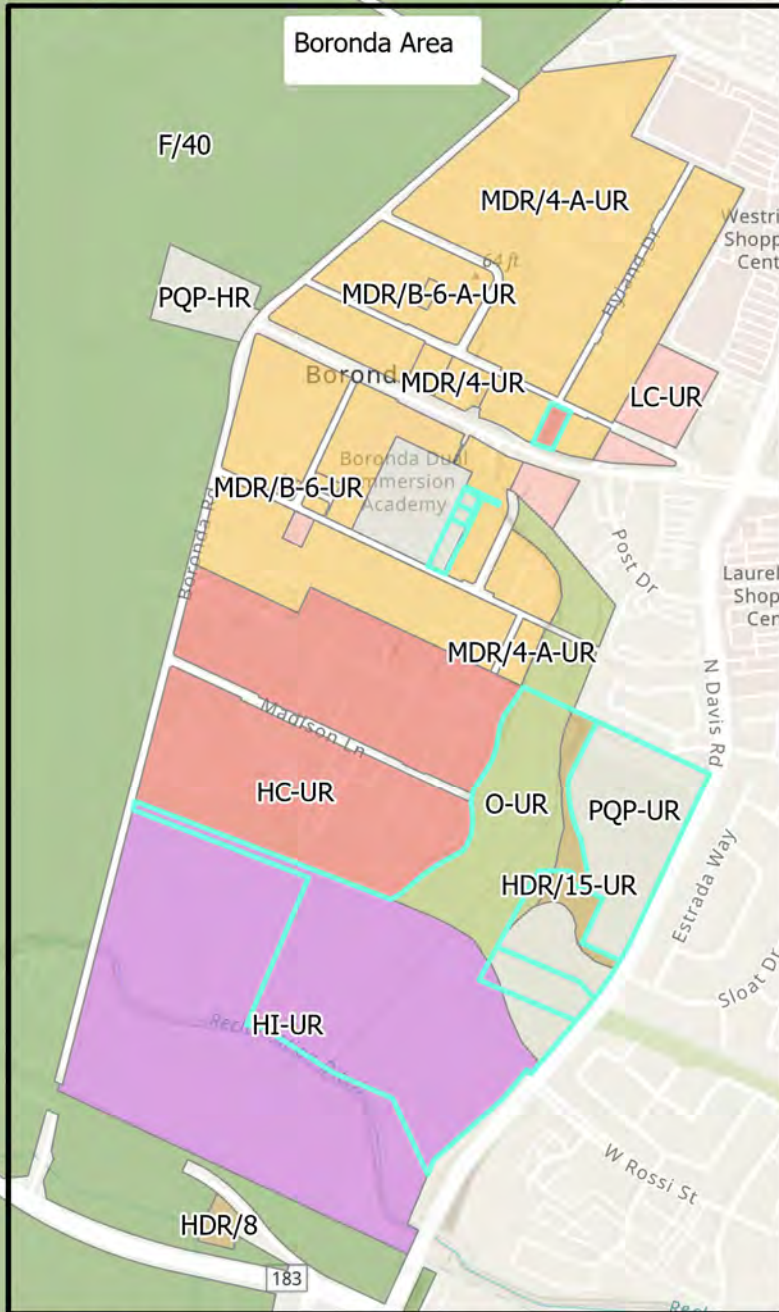 Boronda Area
F/40
MDR/4-A-UR
Westri
Shopp
Cent
64 ft
Hyland Dr
PQP-HR
MDR/B-6-A-UR
Borond
MDR/4-UR
LC-UR
Boronda Dual
mmersion
Academy
MDR/B-6-UR
Boronda Rd
Post Dr
Laurel
Shop
Cen
MDR/4-A-UR
N Davis Rd
Madison Ln
HC-UR
O-UR
PQP-UR
HDR/15-UR
Estrada Way
Sloat Dr
HI-UR
W Rossi St
HDR/8
183